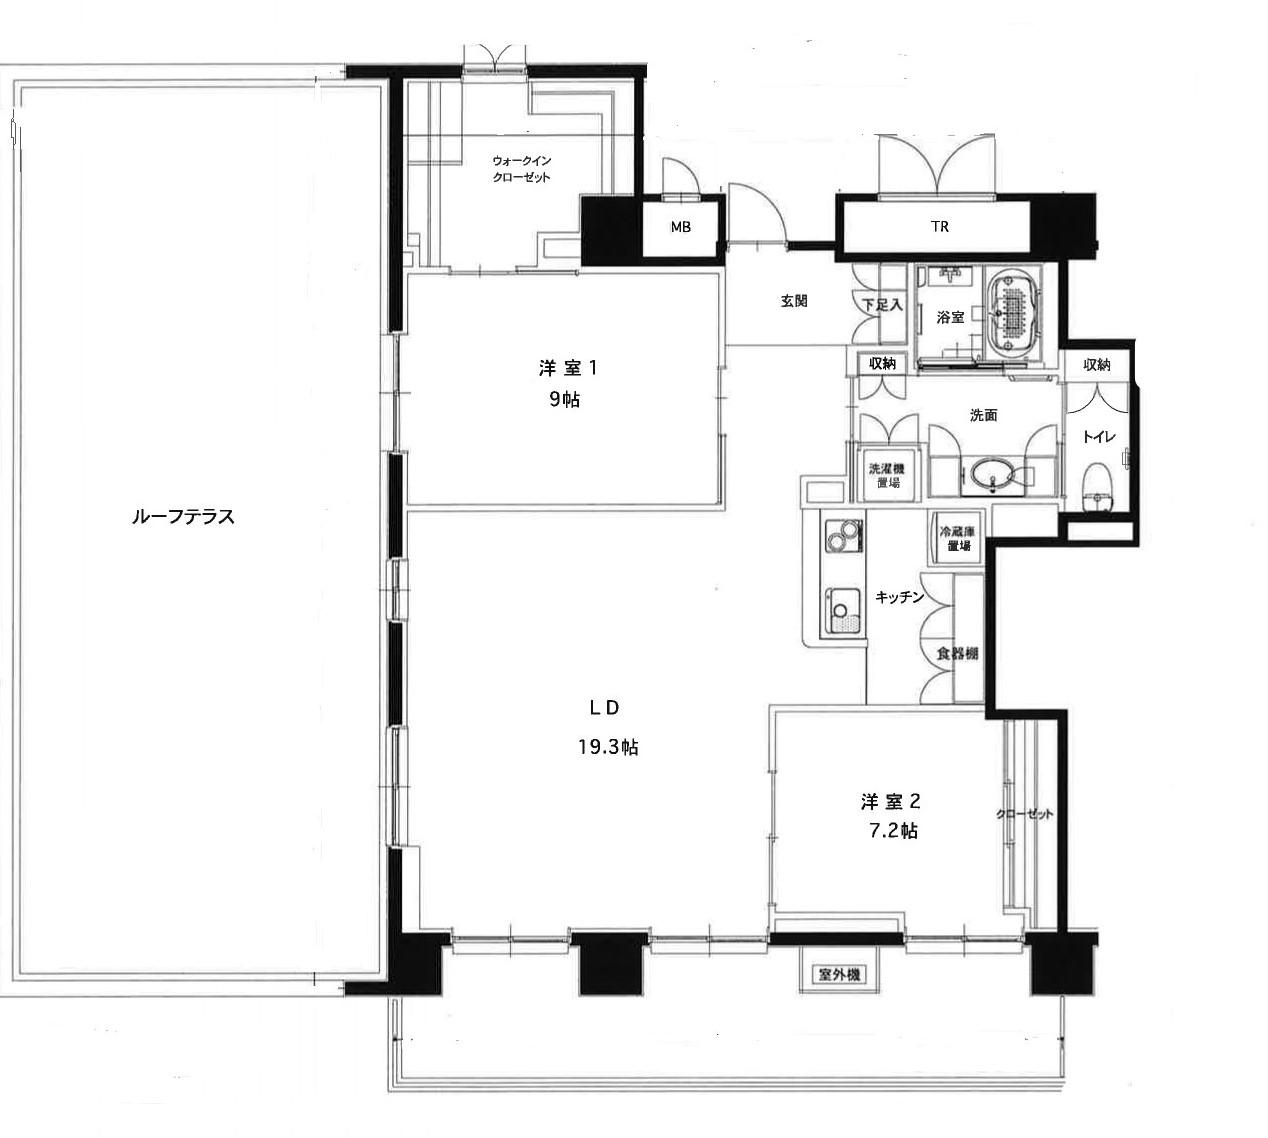 ウォークイン
クローゼット
MB
TR
玄関
下足入
浴室
収納
収納
洋室1
9帖
洗面
トイレ
洗濯機
置場
ルーフテラス
冷蔵庫
置場
キッチン
食器棚
LD
19.3帖
洋室2
7.2帖
クローゼット
室外機